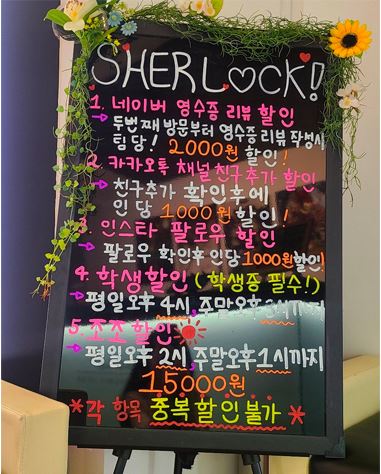 SHERLOCK!
1. 네이버 영수증 리뷰 할인
→ 두번째 방문부터 영수증 리뷰 작성시
팀당! 2000원 할인!
2. 카카오톡 채널 친구추가 할인
→ 친구추가 확인후에
인당 1000원 할인!
3. 인스타 팔로우 할인
→ 팔로우 확인후 인당 1000원할인!
4. 학생할인 (학생증 필수!)
→ 평일오후 4시, 주말오후 3시까지
5. 조조할인
→ 평일오후 2시, 주말오후 1시까지
15000원
*각 항목 중복할인불가*